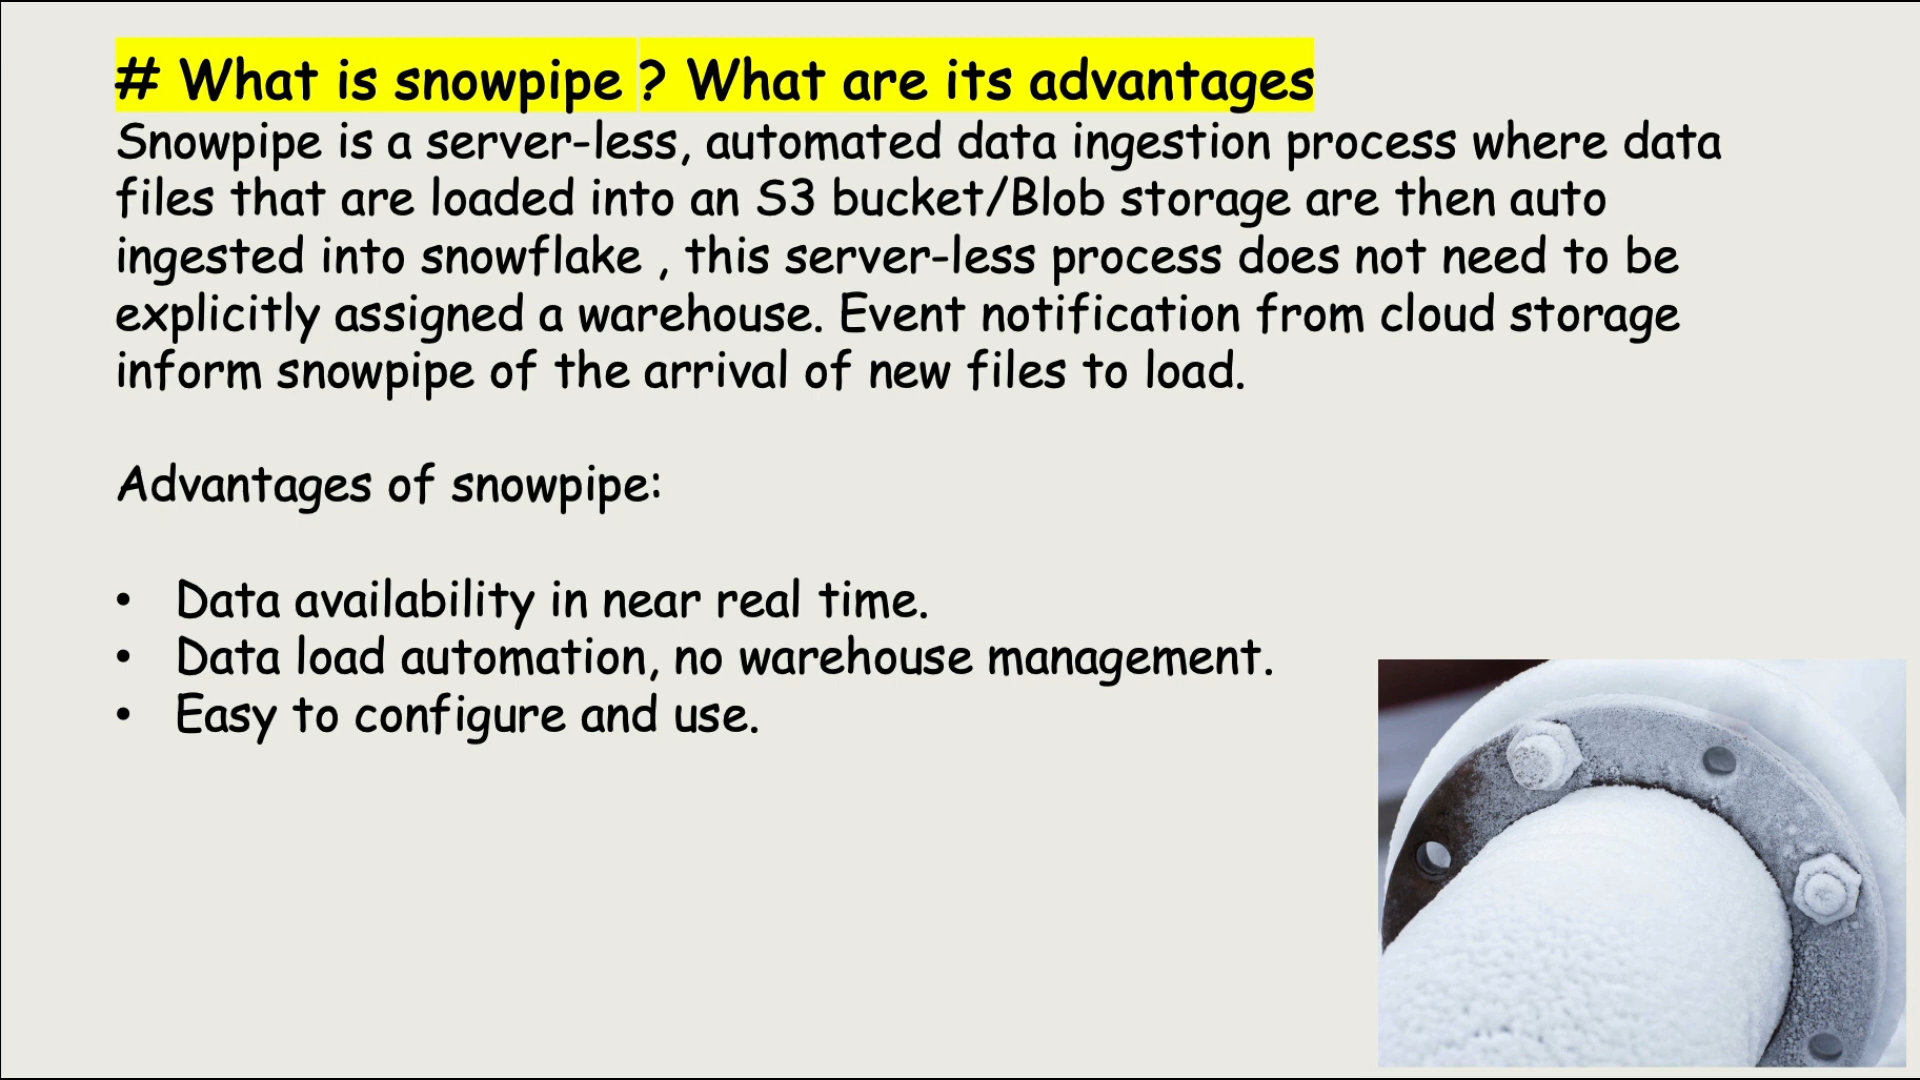 # What is snowpipe ? What are its advantages
Snowpipe is a server-less, automated data ingestion process where data
files that are loaded into an S3 bucket/Blob storage are then auto
ingested into snowflake , this server-less process does not need to be
explicitly assigned a warehouse. Event notification from cloud storage
inform snowpipe of the arrival of new files to load.
Advantages of snowpipe:
• Data availability in near real time.
• Data load automation, no warehouse management.
• Easy to configure and use.